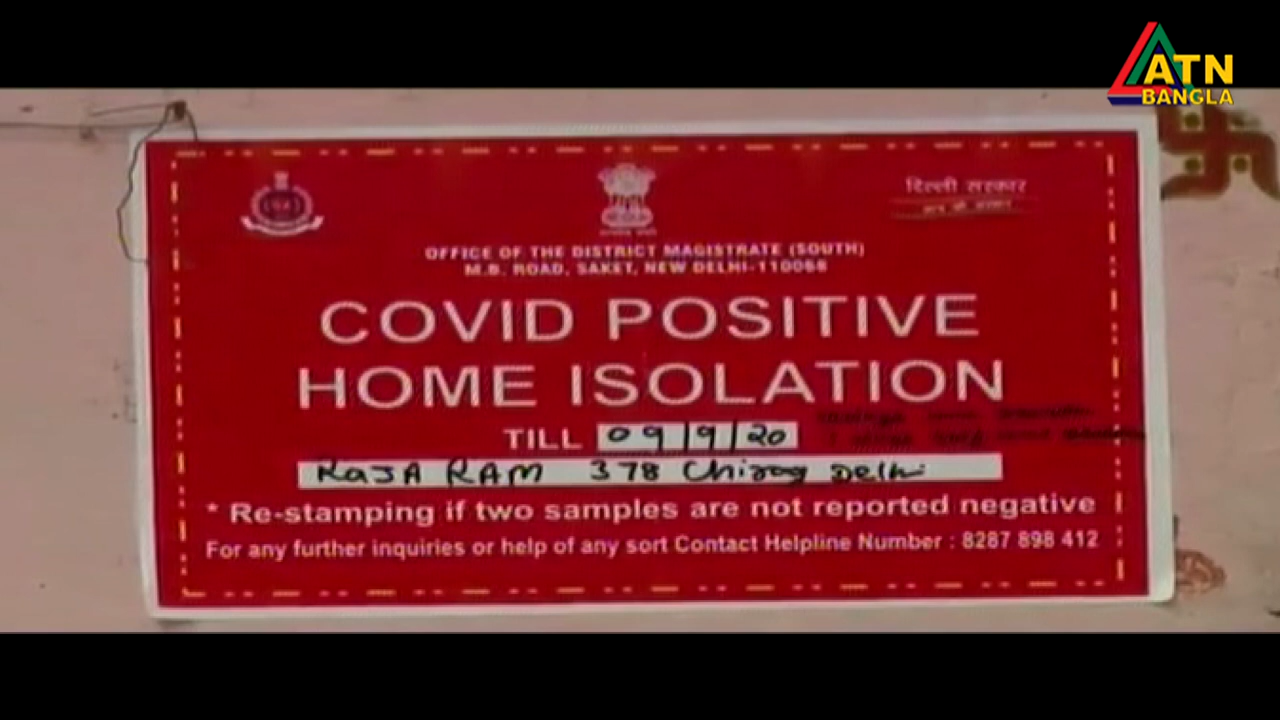 ATN
BANGLA
दिल्ली सरकार
आप की सरकार
OFFICE OF THE DISTRICT MAGISTRATE (SOUTH)
M.B. ROAD, SAKET, NEW DELHI-110068
COVID POSITIVE
HOME ISOLATION
TILL 09/9/20
RaJA RAM 378 Chirag Delhi
* Re-stamping if two samples are not reported negative
For any further inquiries or help of any sort Contact Helpline Number : 8287 898 412